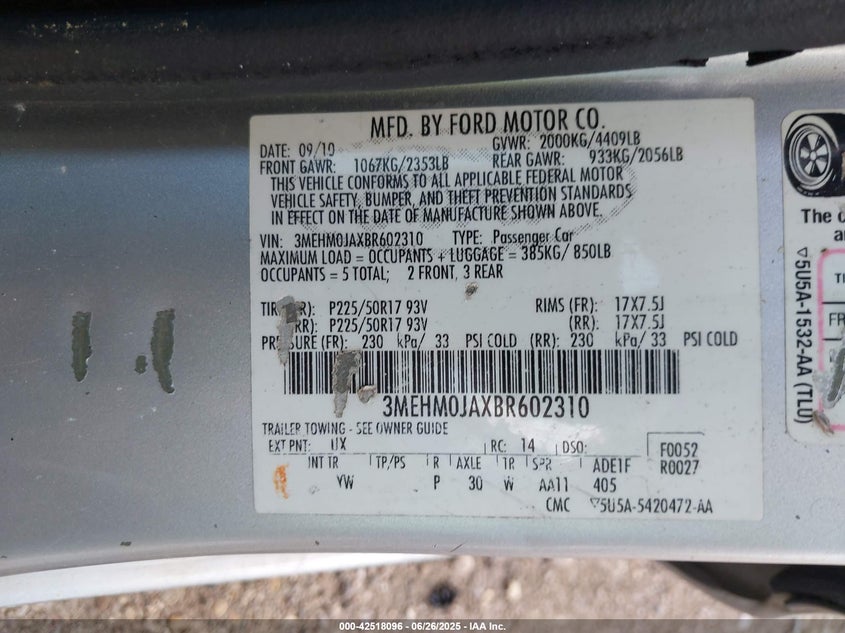 MFD. BY FORD MOTOR CO.
DATE: 09/10 GVWR: 2000KG/4409LB
FRONT GAWR: 1067KG/2353LB REAR GAWR: 933KG/2056LB
THIS VEHICLE CONFORMS TO ALL APPLICABLE FEDERAL MOTOR
VEHICLE SAFETY, BUMPER, AND THEFT PREVENTION STANDARDS
IN EFFECT ON THE DATE OF MANUFACTURE SHOWN ABOVE.
VIN: 3MEHM0JAXBR602310 TYPE: Passenger Car
MAXIMUM LOAD = OCCUPANTS + LUGGAGE = 385KG/ 850LB
OCCUPANTS = 5 TOTAL; 2 FRONT, 3 REAR
P225/50R17 93V RIMS (FR): 17X7.5J
P225/50R17 93V (RR): 17X7.5J
(FR): 230 kPa/ 33 PSI COLD (RR): 230 kPa/ 33 PSI COLD
3MEHM0JAXBR602310
TRAILER TOWING - SEE OWNER GUIDE
EXT PNT: UX RC: 14 DSO: F0052
INT TR TP/PS R AXLE TR SPR ADE1F R0027
YW P 30 W AA11 405
CMC 5U5A-5420472-AA
The
5U5A-1532-AA (TLU)
000-42518096 - 06/26/2025 - IAA Inc.